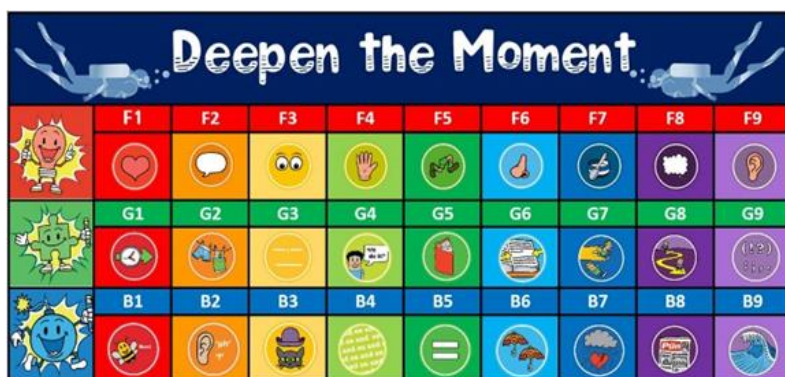 Deepen the Moment
F1 F2 F3 F4 F5 F6 F7 F8 F9
G1 G2 G3 G4 G5 G6 G7 G8 G9
(!?)
B1 B2 B3 B4 B5 B6 B7 B8 B9